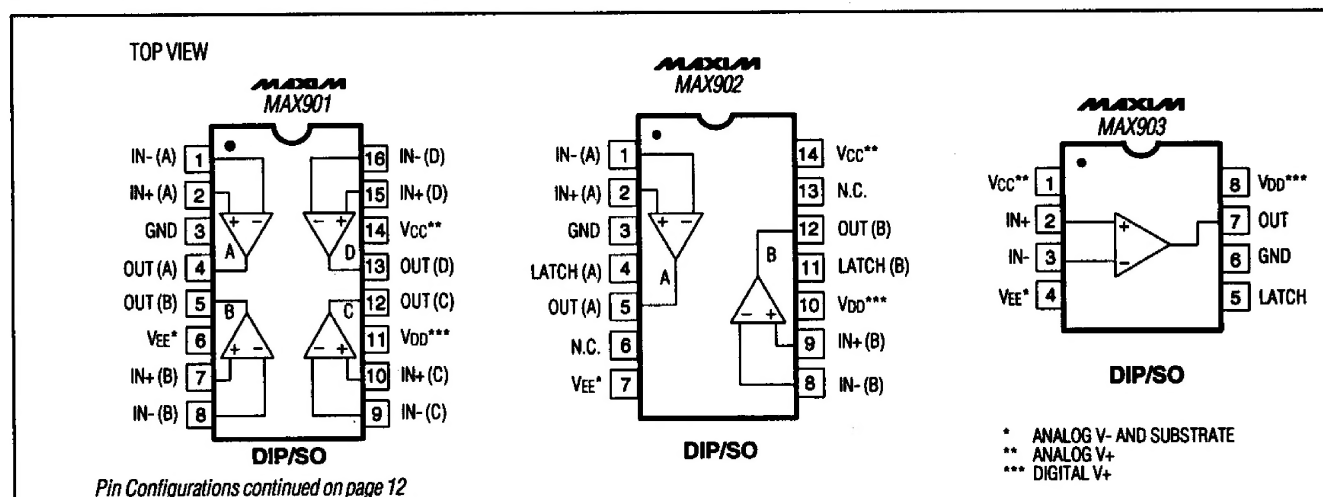 TOP VIEW
MAXIM
MAX901
IN- (A) 1
IN+ (A) 2
GND 3
OUT (A) 4
OUT (B) 5
VEE* 6
IN+ (B) 7
IN- (B) 8
16 IN- (D)
15 IN+ (D)
14 VCC**
13 OUT (D)
12 OUT (C)
11 VDD***
10 IN+ (C)
9 IN- (C)
+ - A
+ - D
B + -
C - +
DIP/SO
Pin Configurations continued on page 12
MAXIM
MAX902
IN- (A) 1
IN+ (A) 2
GND 3
LATCH (A) 4
OUT (A) 5
N.C. 6
VEE* 7
14 VCC**
13 N.C.
12 OUT (B)
11 LATCH (B)
10 VDD***
9 IN+ (B)
8 IN- (B)
+ - A
B - +
DIP/SO
MAXIM
MAX903
VCC** 1
IN+ 2
IN- 3
VEE* 4
8 VDD***
7 OUT
6 GND
5 LATCH
+
-
DIP/SO
* ANALOG V- AND SUBSTRATE
** ANALOG V+
*** DIGITAL V+